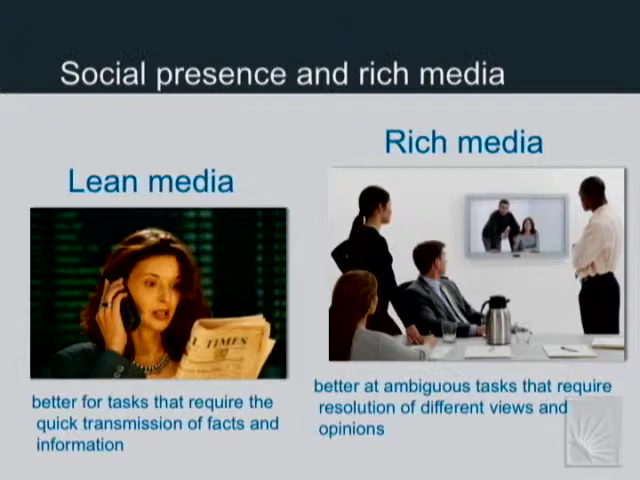 Social presence and rich media
Rich media
Lean media
L TIMES
better for tasks that require the
quick transmission of facts and
information
better at ambiguous tasks that require
resolution of different views and
opinions